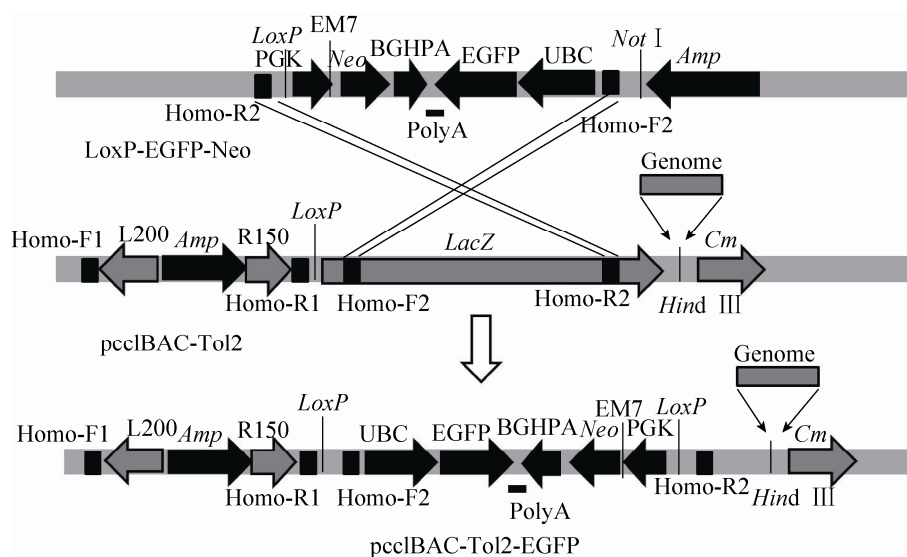 EM7
LoxP
Not I
PGK
Neo
BGHPA
EGFP
UBC
Amp
Homo-R2
PolyA
Homo-F2
LoxP-EGFP-Neo
Genome
LoxP
Homo-F1
L200
Amp
R150
LacZ
Cm
Homo-R1
Homo-F2
Homo-R2
Hind III
pcclBAC-Tol2
Genome
LoxP
EM7
LoxP
Homo-F1
L200
Amp
R150
UBC
EGFP
BGHPA
Neo
PGK
Cm
Homo-R1
Homo-F2
Homo-R2
Hind III
PolyA
pcclBAC-Tol2-EGFP